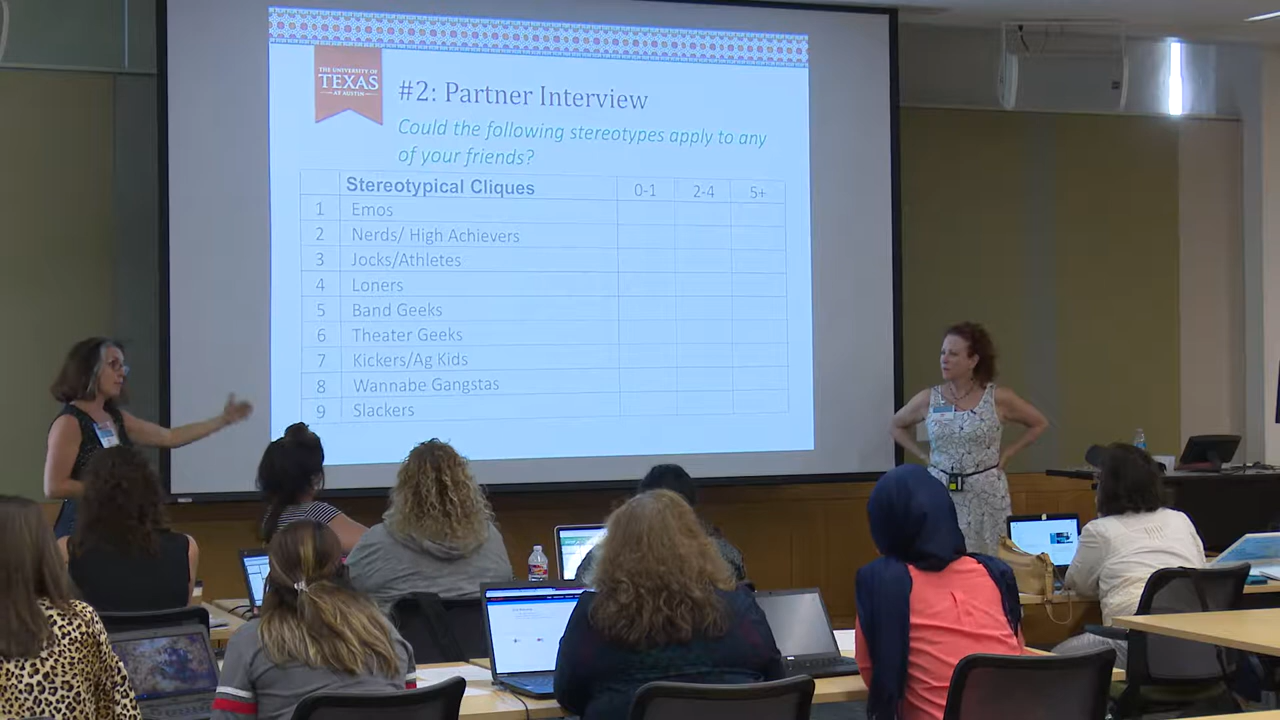 THE UNIVERSITY OF
TEXAS
AT AUSTIN
#2: Partner Interview
Could the following stereotypes apply to any
of your friends?
Stereotypical Cliques 0-1 2-4 5+
1 Emos
2 Nerds/ High Achievers
3 Jocks/Athletes
4 Loners
5 Band Geeks
6 Theater Geeks
7 Kickers/Ag Kids
8 Wannabe Gangstas
9 Slackers